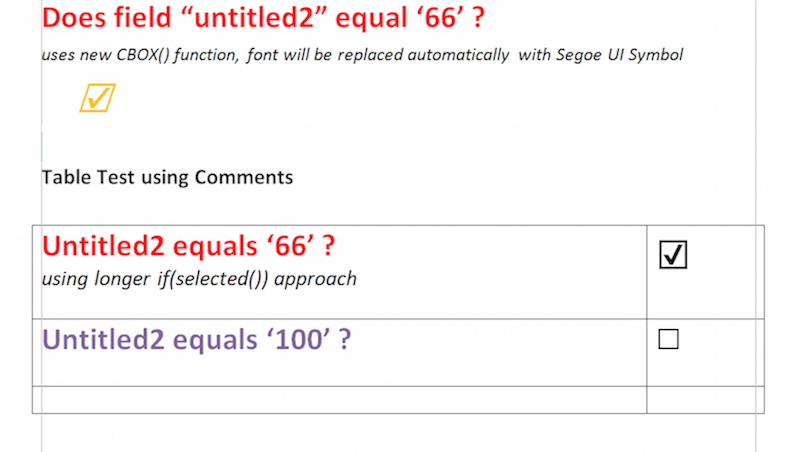 Does field “untitled2” equal ‘66’ ?
uses new CBOX() function, font will be replaced automatically with Segoe UI Symbol
☑
Table Test using Comments
Untitled2 equals ‘66’ ? ☑
using longer if(selected()) approach
Untitled2 equals ‘100’ ? ☐